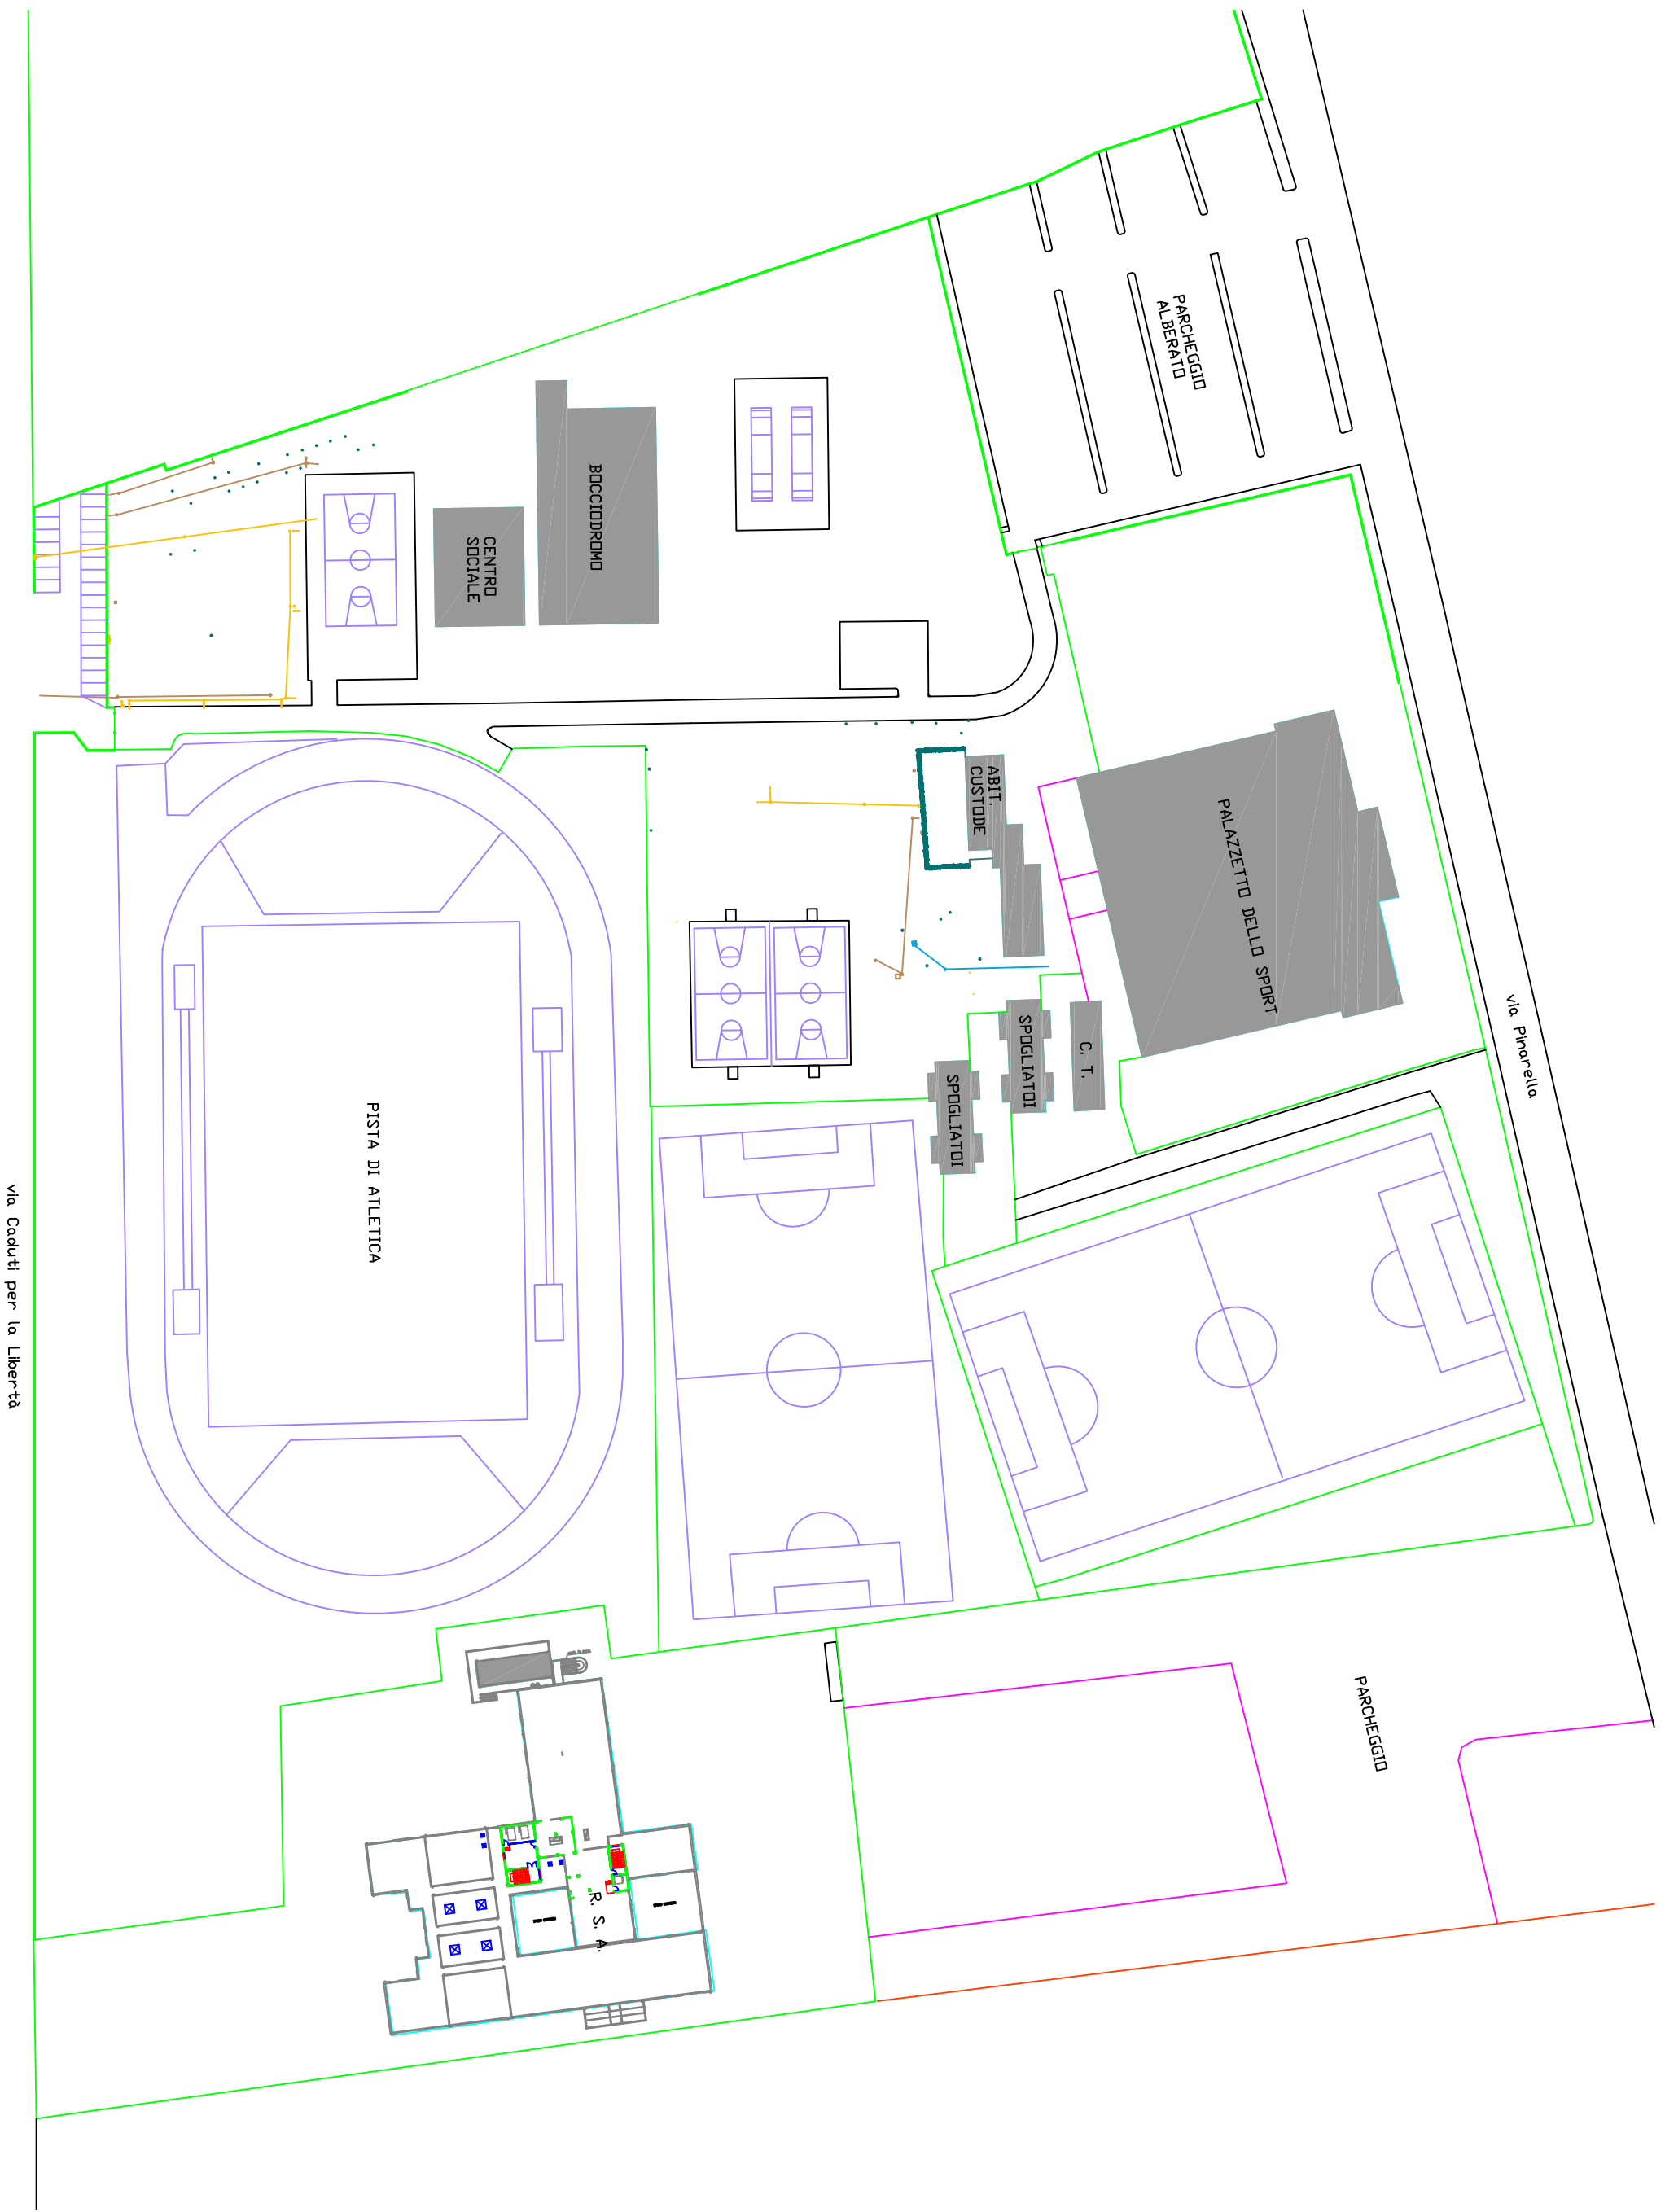 PARCHEGGIO
ALBERATO
BOCCIODROMO
CENTRO
SOCIALE
ABIT.
CUSTODE
PALAZZETTO DELLO SPORT
via Pinarella
SPOGLIATOI
C. T.
SPOGLIATOI
PISTA DI ATLETICA
via Caduti per la Libertà
PARCHEGGIO
R. S. A.